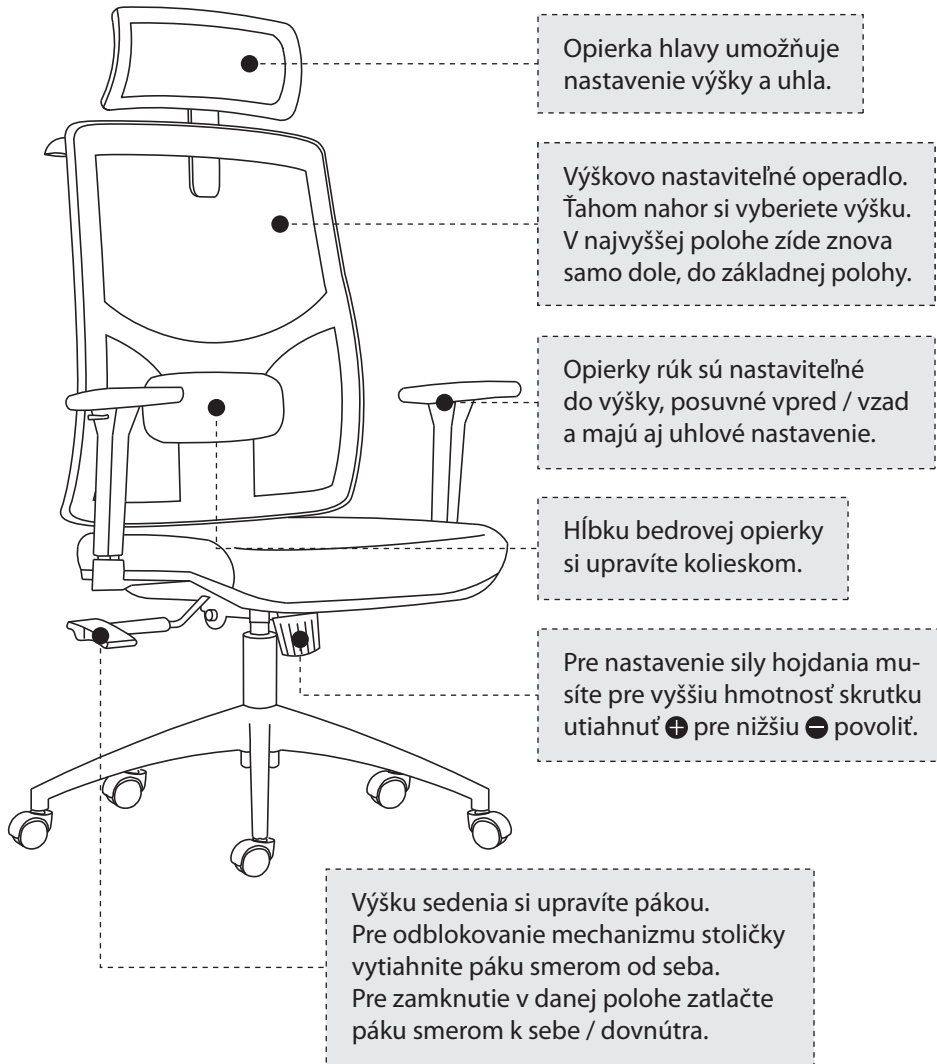 Opierka hlavy umožňuje
nastavenie výšky a uhla.
Výškovo nastaviteľné operadlo.
Ťahom nahor si vyberiete výšku.
V najvyššej polohe zíde znova
samo dole, do základnej polohy.
Opierky rúk sú nastaviteľné
do výšky, posuvné vpred / vzad
a majú aj uhlové nastavenie.
Hĺbku bedrovej opierky
si upravíte kolieskom.
Pre nastavenie sily hojdania mu-
síte pre vyššiu hmotnosť skrutku
utiahnuť ➕ pre nižšiu ➖ povoliť.
Výšku sedenia si upravíte pákou.
Pre odblokovanie mechanizmu stoličky
vytiahnite páku smerom od seba.
Pre zamknutie v danej polohe zatlačte
páku smerom k sebe / dovnútra.